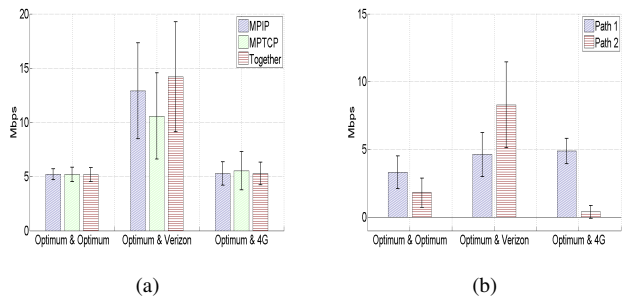 20
15
10
5
0
Mbps
MPIP
MPTCP
Together
Optimum & Optimum
Optimum & Verizon
Optimum & 4G
(a)
15
10
5
0
Mbps
Path 1
Path 2
Optimum & Optimum
Optimum & Verizon
Optimum & 4G
(b)